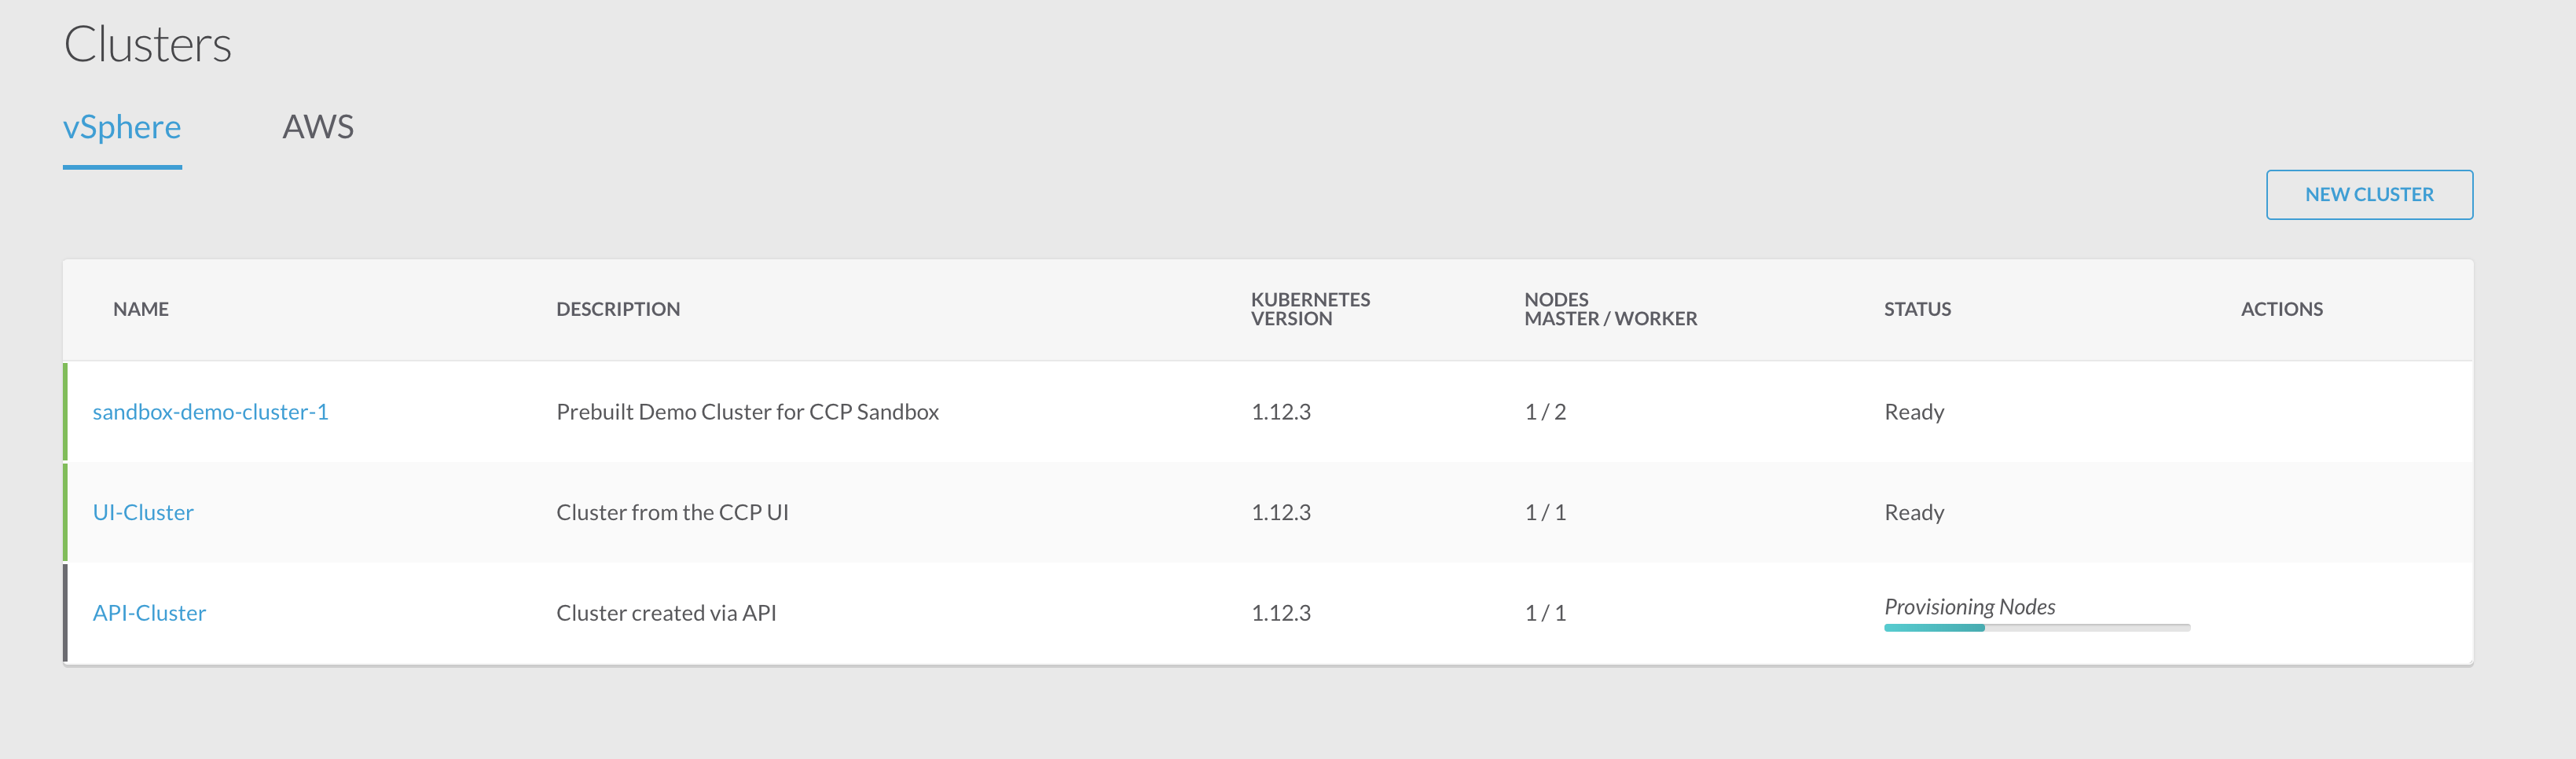 Clusters
vSphere AWS
NEW CLUSTER
NAME DESCRIPTION KUBERNETES VERSION NODES MASTER / WORKER STATUS ACTIONS
sandbox-demo-cluster-1 Prebuilt Demo Cluster for CCP Sandbox 1.12.3 1 / 2 Ready
UI-Cluster Cluster from the CCP UI 1.12.3 1 / 1 Ready
API-Cluster Cluster created via API 1.12.3 1 / 1 Provisioning Nodes